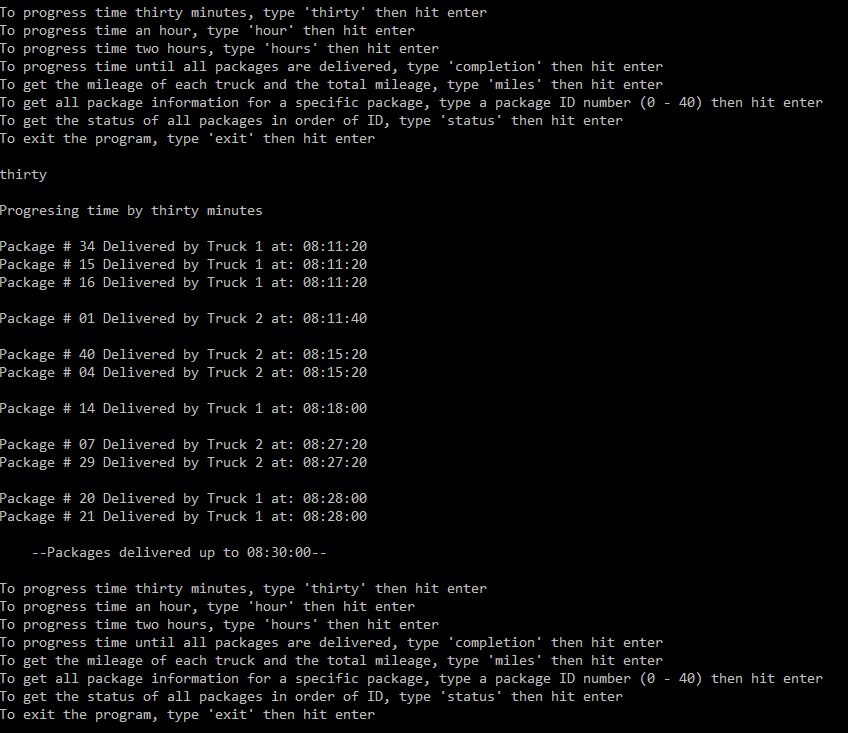 To progress time thirty minutes, type 'thirty' then hit enter
To progress time an hour, type 'hour' then hit enter
To progress time two hours, type 'hours' then hit enter
To progress time until all packages are delivered, type 'completion' then hit enter
To get the mileage of each truck and the total mileage, type 'miles' then hit enter
To get all package information for a specific package, type a package ID number (0 - 40) then hit enter
To get the status of all packages in order of ID, type 'status' then hit enter
To exit the program, type 'exit' then hit enter
thirty
Progresing time by thirty minutes
Package # 34 Delivered by Truck 1 at: 08:11:20
Package # 15 Delivered by Truck 1 at: 08:11:20
Package # 16 Delivered by Truck 1 at: 08:11:20
Package # 01 Delivered by Truck 2 at: 08:11:40
Package # 40 Delivered by Truck 2 at: 08:15:20
Package # 04 Delivered by Truck 2 at: 08:15:20
Package # 14 Delivered by Truck 1 at: 08:18:00
Package # 07 Delivered by Truck 2 at: 08:27:20
Package # 29 Delivered by Truck 2 at: 08:27:20
Package # 20 Delivered by Truck 1 at: 08:28:00
Package # 21 Delivered by Truck 1 at: 08:28:00
--Packages delivered up to 08:30:00--
To progress time thirty minutes, type 'thirty' then hit enter
To progress time an hour, type 'hour' then hit enter
To progress time two hours, type 'hours' then hit enter
To progress time until all packages are delivered, type 'completion' then hit enter
To get the mileage of each truck and the total mileage, type 'miles' then hit enter
To get all package information for a specific package, type a package ID number (0 - 40) then hit enter
To get the status of all packages in order of ID, type 'status' then hit enter
To exit the program, type 'exit' then hit enter